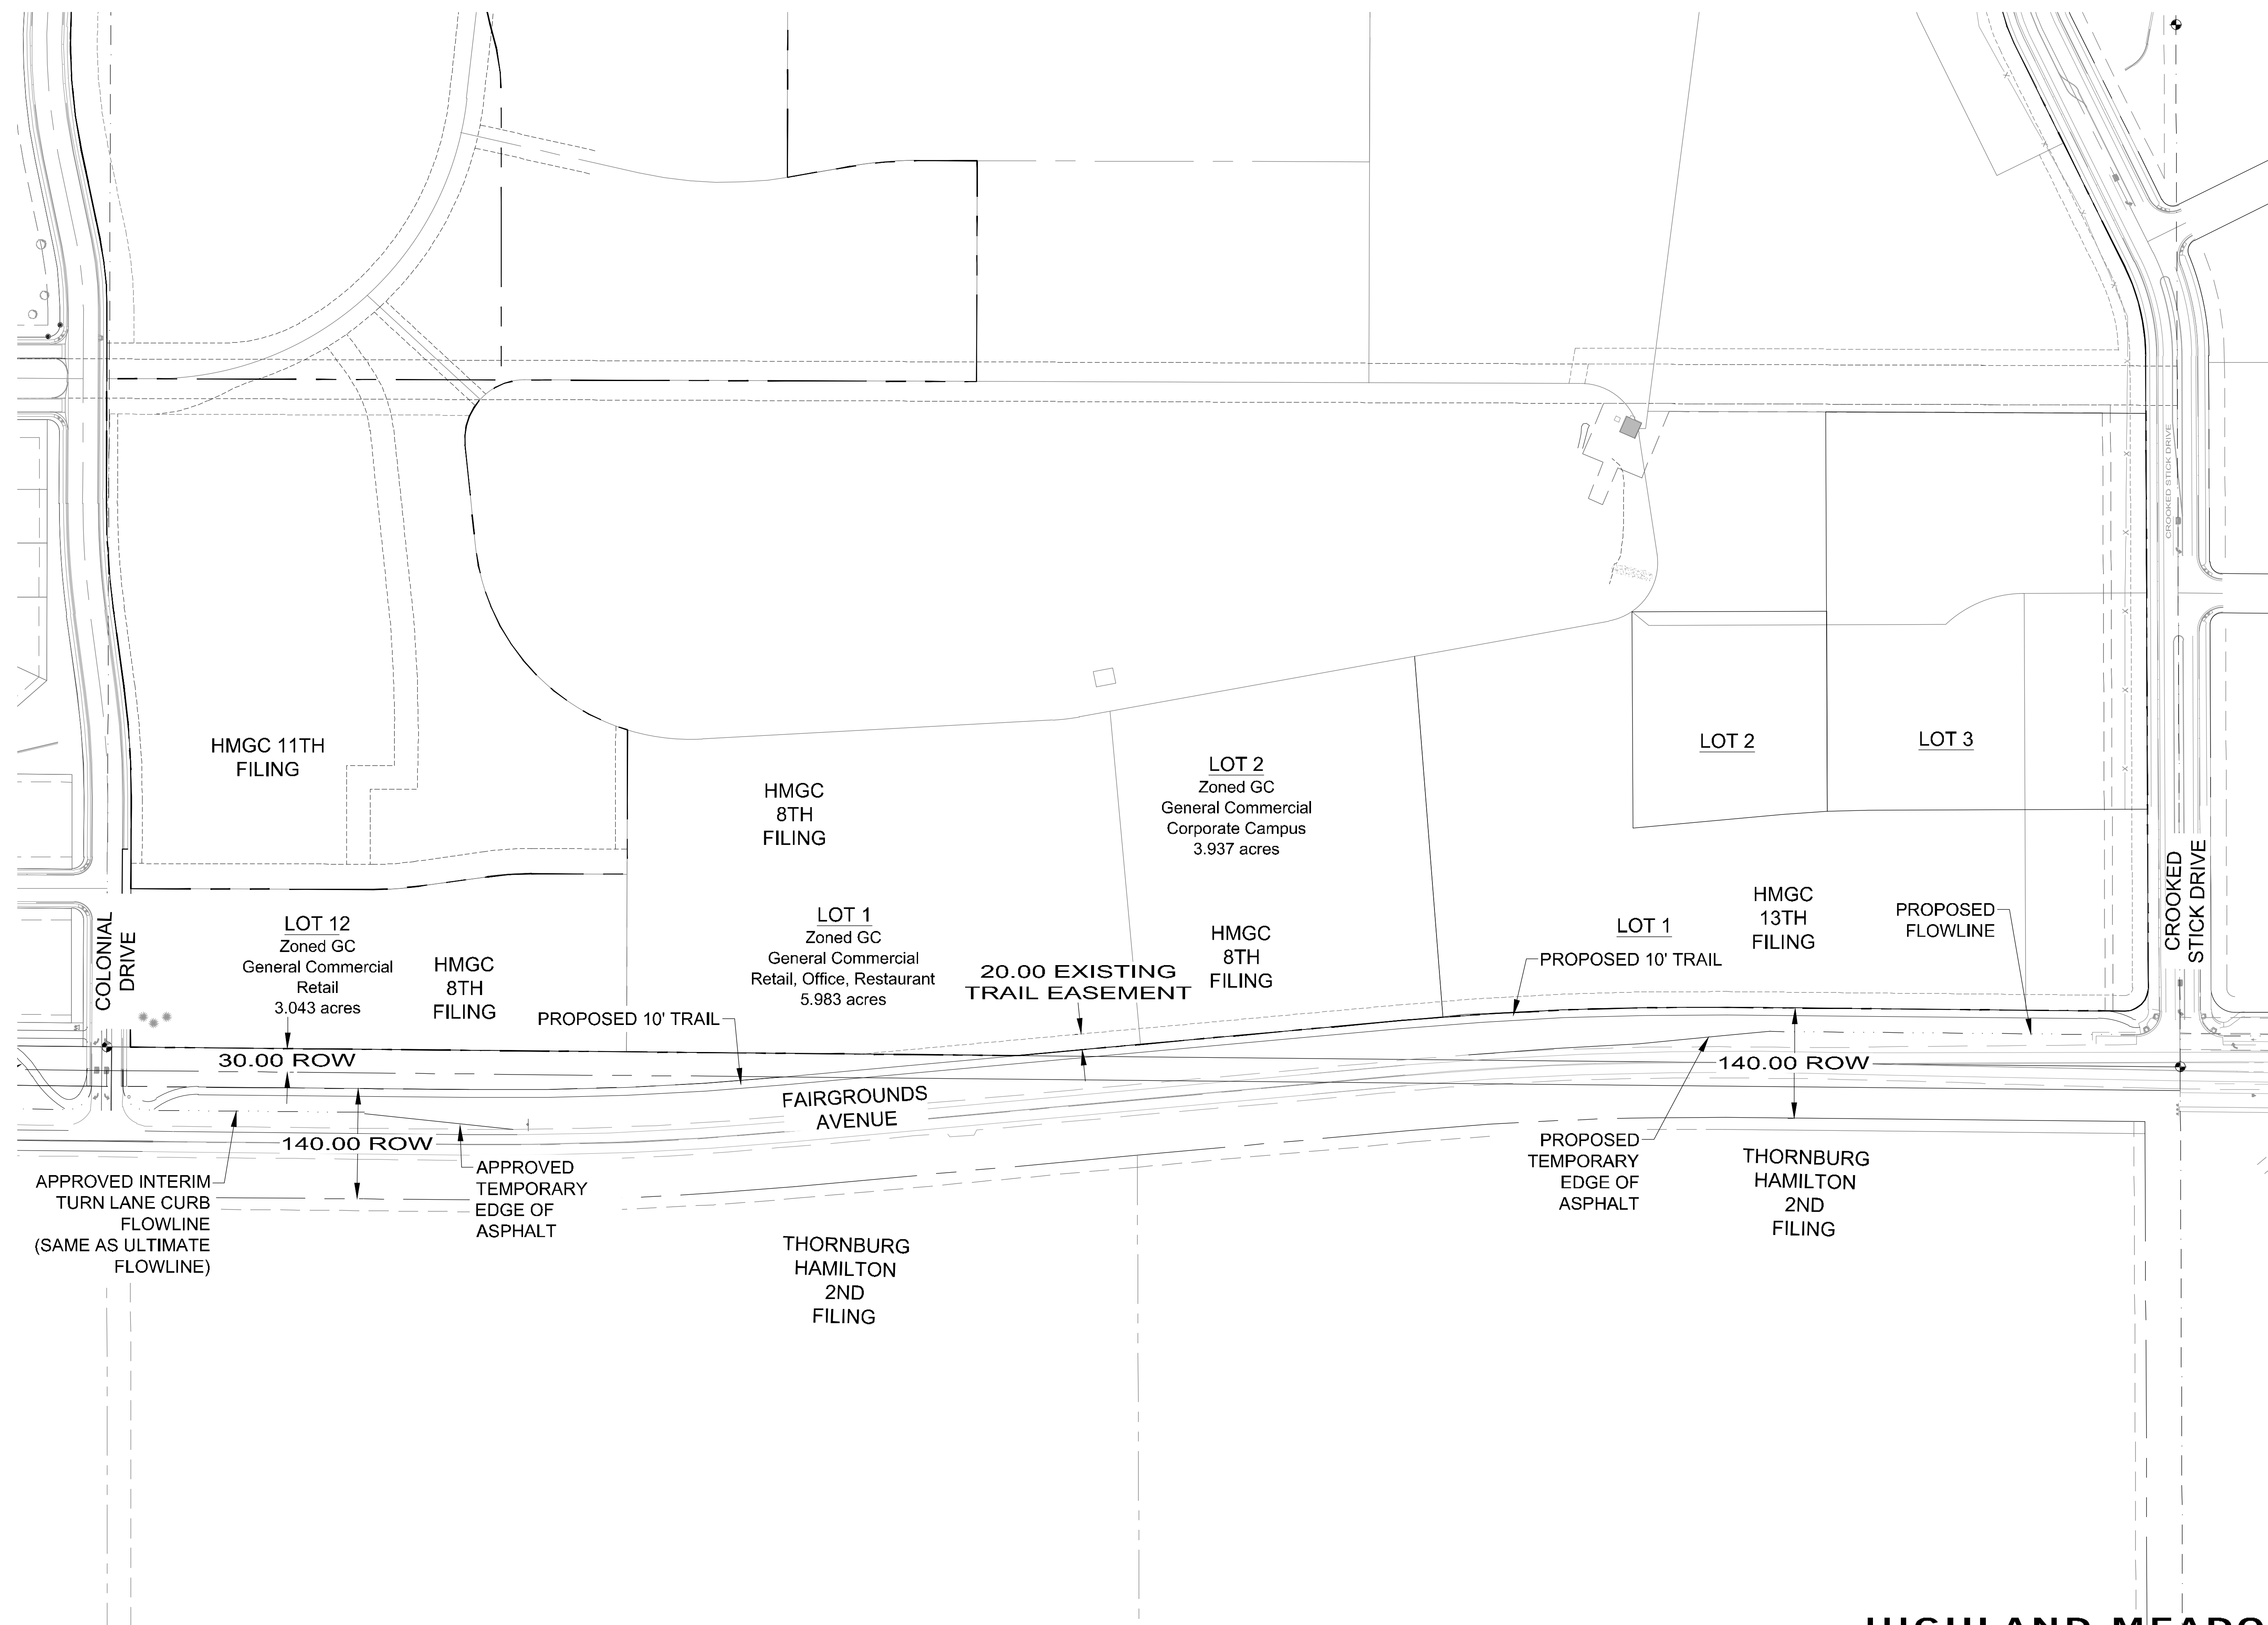 CROOKED STICK DRIVE
HMGC 11TH
FILING
HMGC
8TH
FILING
LOT 2
Zoned GC
General Commercial
Corporate Campus
3.937 acres
LOT 2
LOT 3
COLONIAL
DRIVE
LOT 12
Zoned GC
General Commercial
Retail
3.043 acres
HMGC
8TH
FILING
LOT 1
Zoned GC
General Commercial
Retail, Office, Restaurant
5.983 acres
HMGC
8TH
FILING
20.00 EXISTING
TRAIL EASEMENT
LOT 1
HMGC
13TH
FILING
PROPOSED
FLOWLINE
CROOKED
STICK DRIVE
PROPOSED 10' TRAIL
PROPOSED 10' TRAIL
30.00 ROW
140.00 ROW
FAIRGROUNDS
AVENUE
140.00 ROW
APPROVED INTERIM
TURN LANE CURB
FLOWLINE
(SAME AS ULTIMATE
FLOWLINE)
APPROVED
TEMPORARY
EDGE OF
ASPHALT
PROPOSED
TEMPORARY
EDGE OF
ASPHALT
THORNBURG
HAMILTON
2ND
FILING
THORNBURG
HAMILTON
2ND
FILING